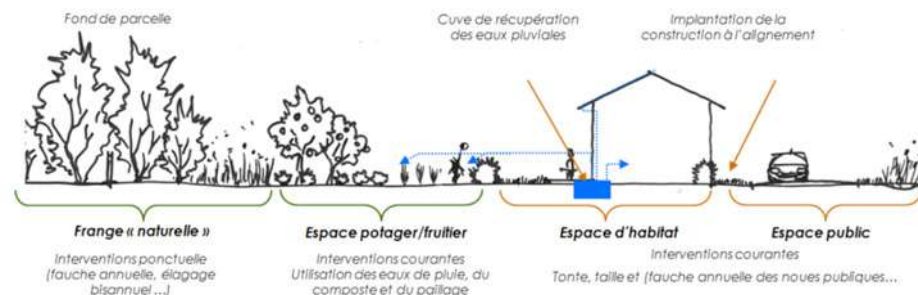 Fond de parcelle
Cuve de récupération
des eaux pluviales
Implantation de la
construction à l'alignement
Frange « naturelle »
Interventions ponctuelle
(fauche annuelle, élagage
bisannuel ...)
Espace potager/fruitier
Interventions courantes
Utilisation des eaux de pluie, du
composte et du paillage
Espace d'habitat
Espace public
Interventions courantes
Tonte, taille et (fauche annuelle des noues publiques...